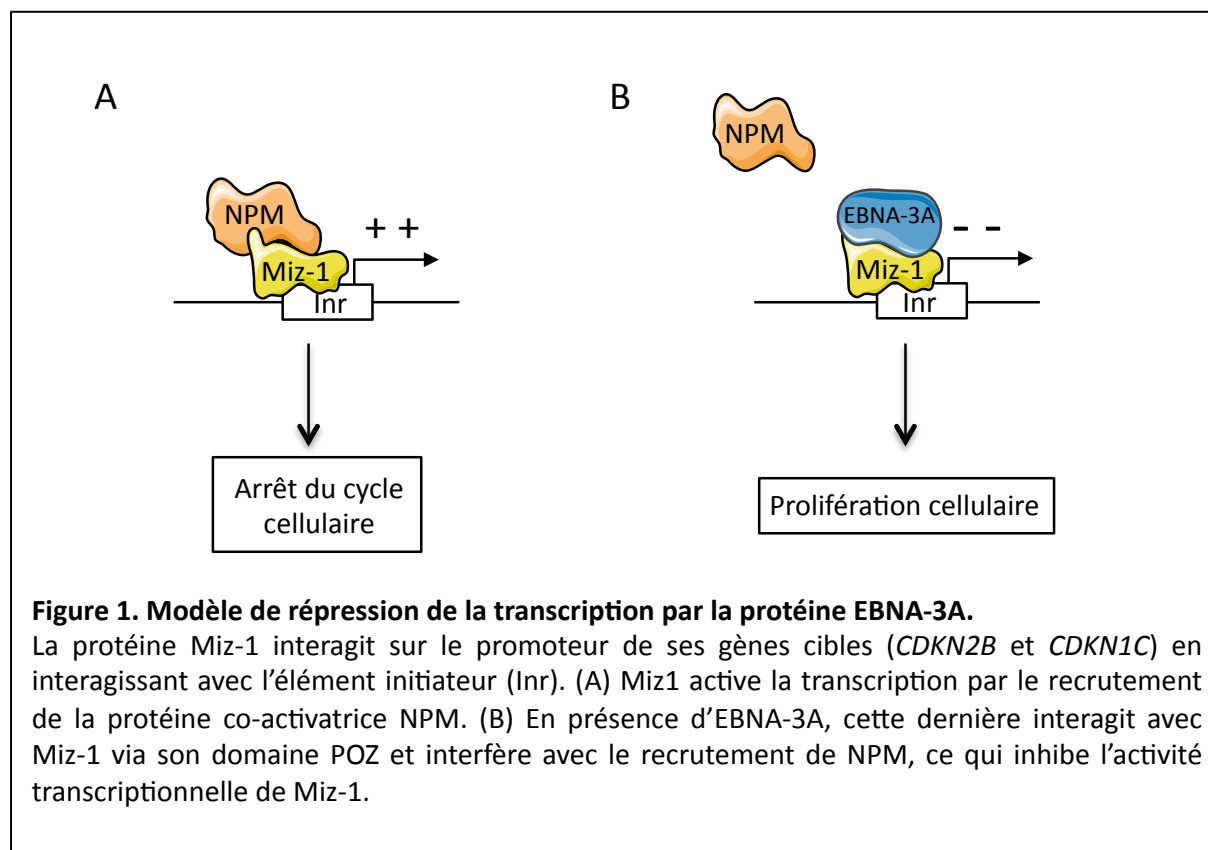 A
B
NPM
NPM
EBNA-3A
+ +
- -
Miz-1
Miz-1
Inr
Inr
Arrêt du cycle
cellulaire
Prolifération cellulaire
Figure 1. Modèle de répression de la transcription par la protéine EBNA-3A.
La protéine Miz-1 interagit sur le promoteur de ses gènes cibles (CDKN2B et CDKN1C) en
interagissant avec l’élément initiateur (Inr). (A) Miz1 active la transcription par le recrutement
de la protéine co-activatrice NPM. (B) En présence d’EBNA-3A, cette dernière interagit avec
Miz-1 via son domaine POZ et interfère avec le recrutement de NPM, ce qui inhibe l’activité
transcriptionnelle de Miz-1.